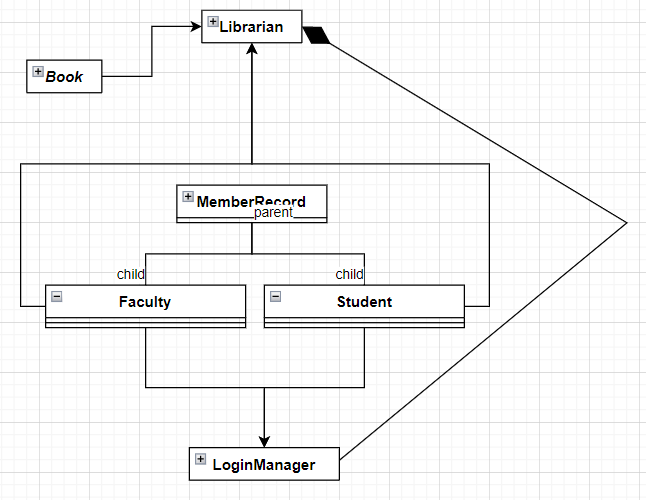 Librarian
Book
MemberRecord
parent
child
child
Faculty
Student
LoginManager